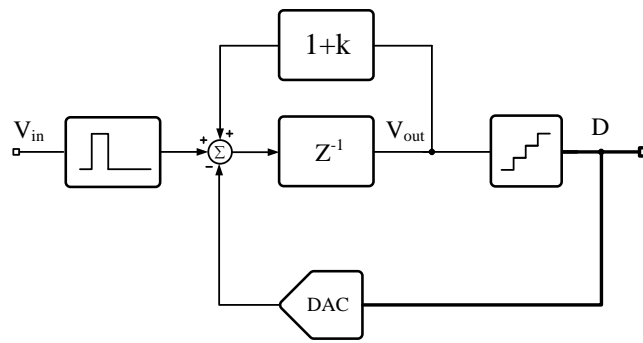 1+k
V_in
+
+
Σ
−
Z^-1
V_out
D
DAC